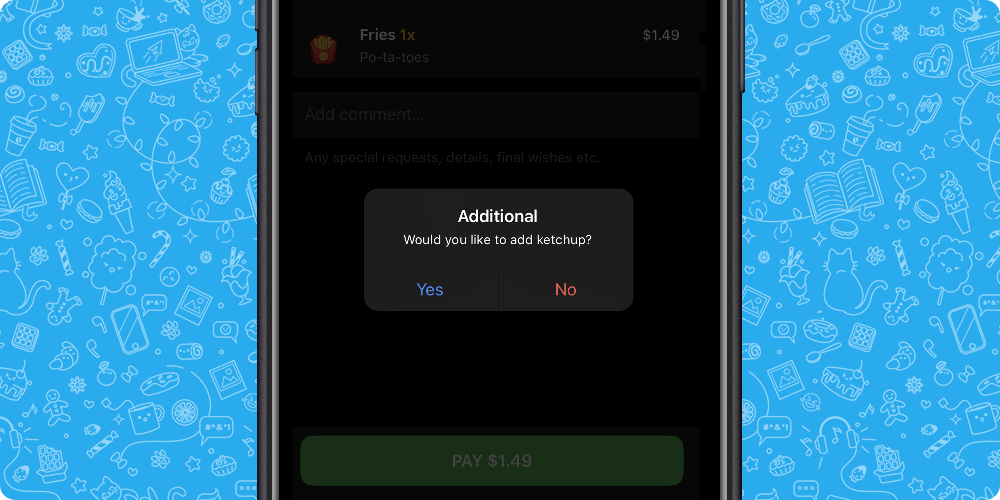 Fries 1x $1.49
Po-ta-toes
Add comment...
Any special requests, details, final wishes etc.
Additional
Would you like to add ketchup?
Yes No
PAY $1.49
#^&*!
#^&*!
#^&*!
#^&*!